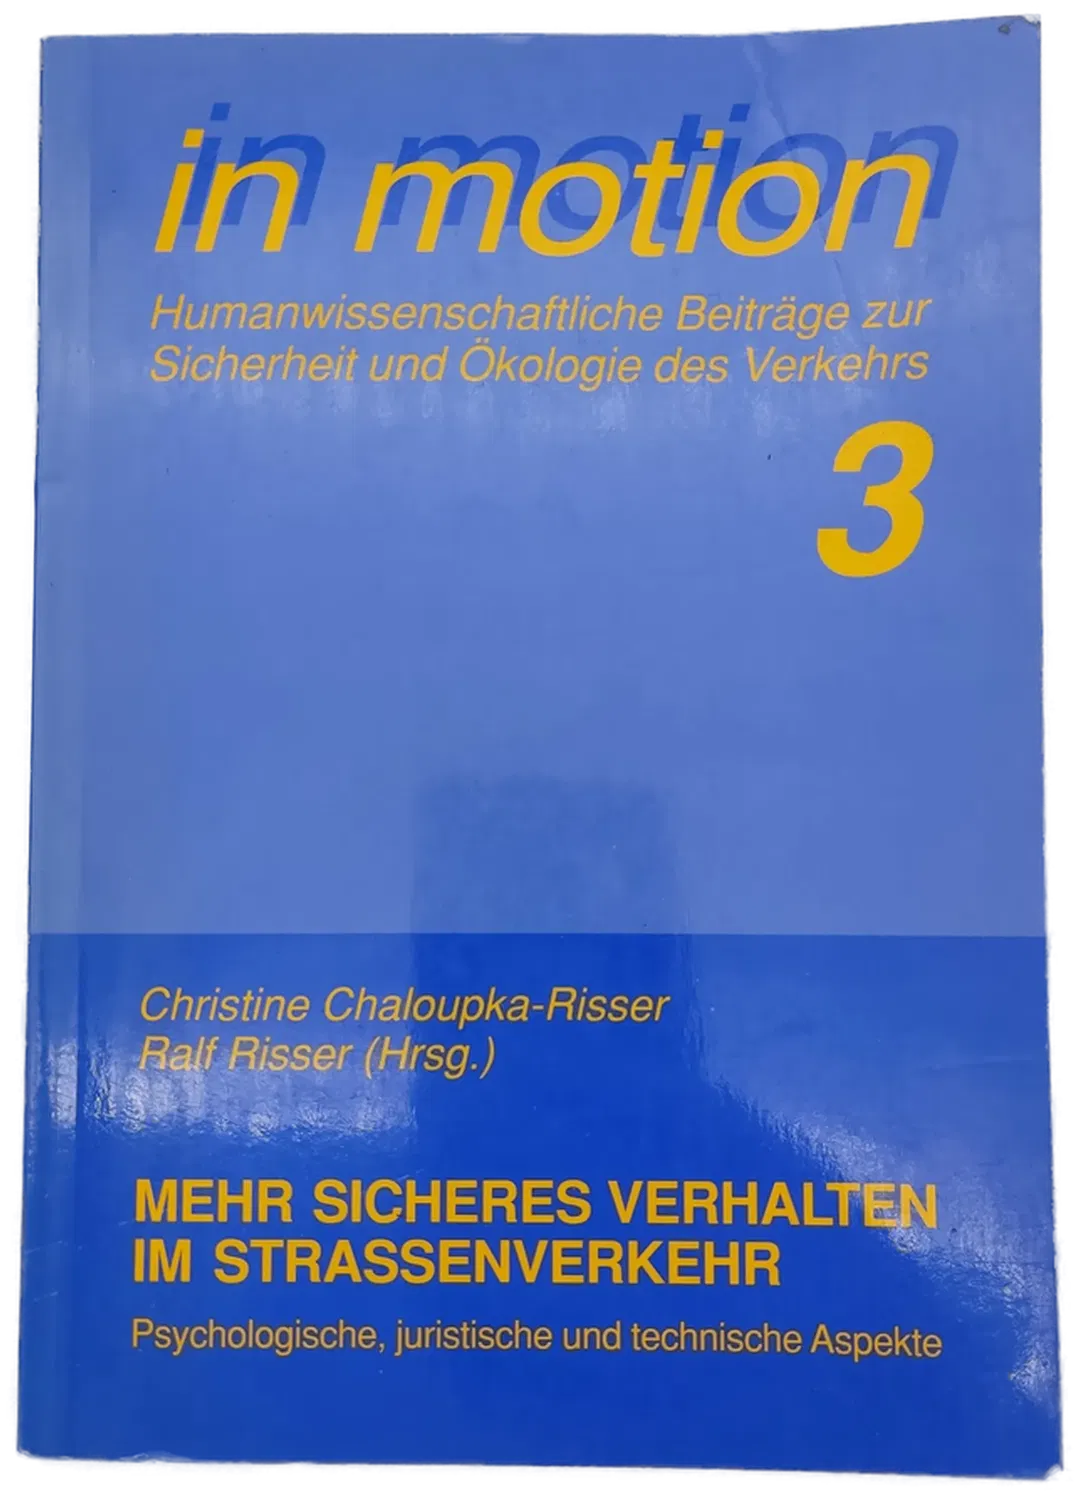 in motion
Humanwissenschaftliche Beiträge zur
Sicherheit und Ökologie des Verkehrs
3
Christine Chaloupka-Risser
Ralf Risser (Hrsg.)
MEHR SICHERES VERHALTEN
IM STRASSENVERKEHR
Psychologische, juristische und technische Aspekte